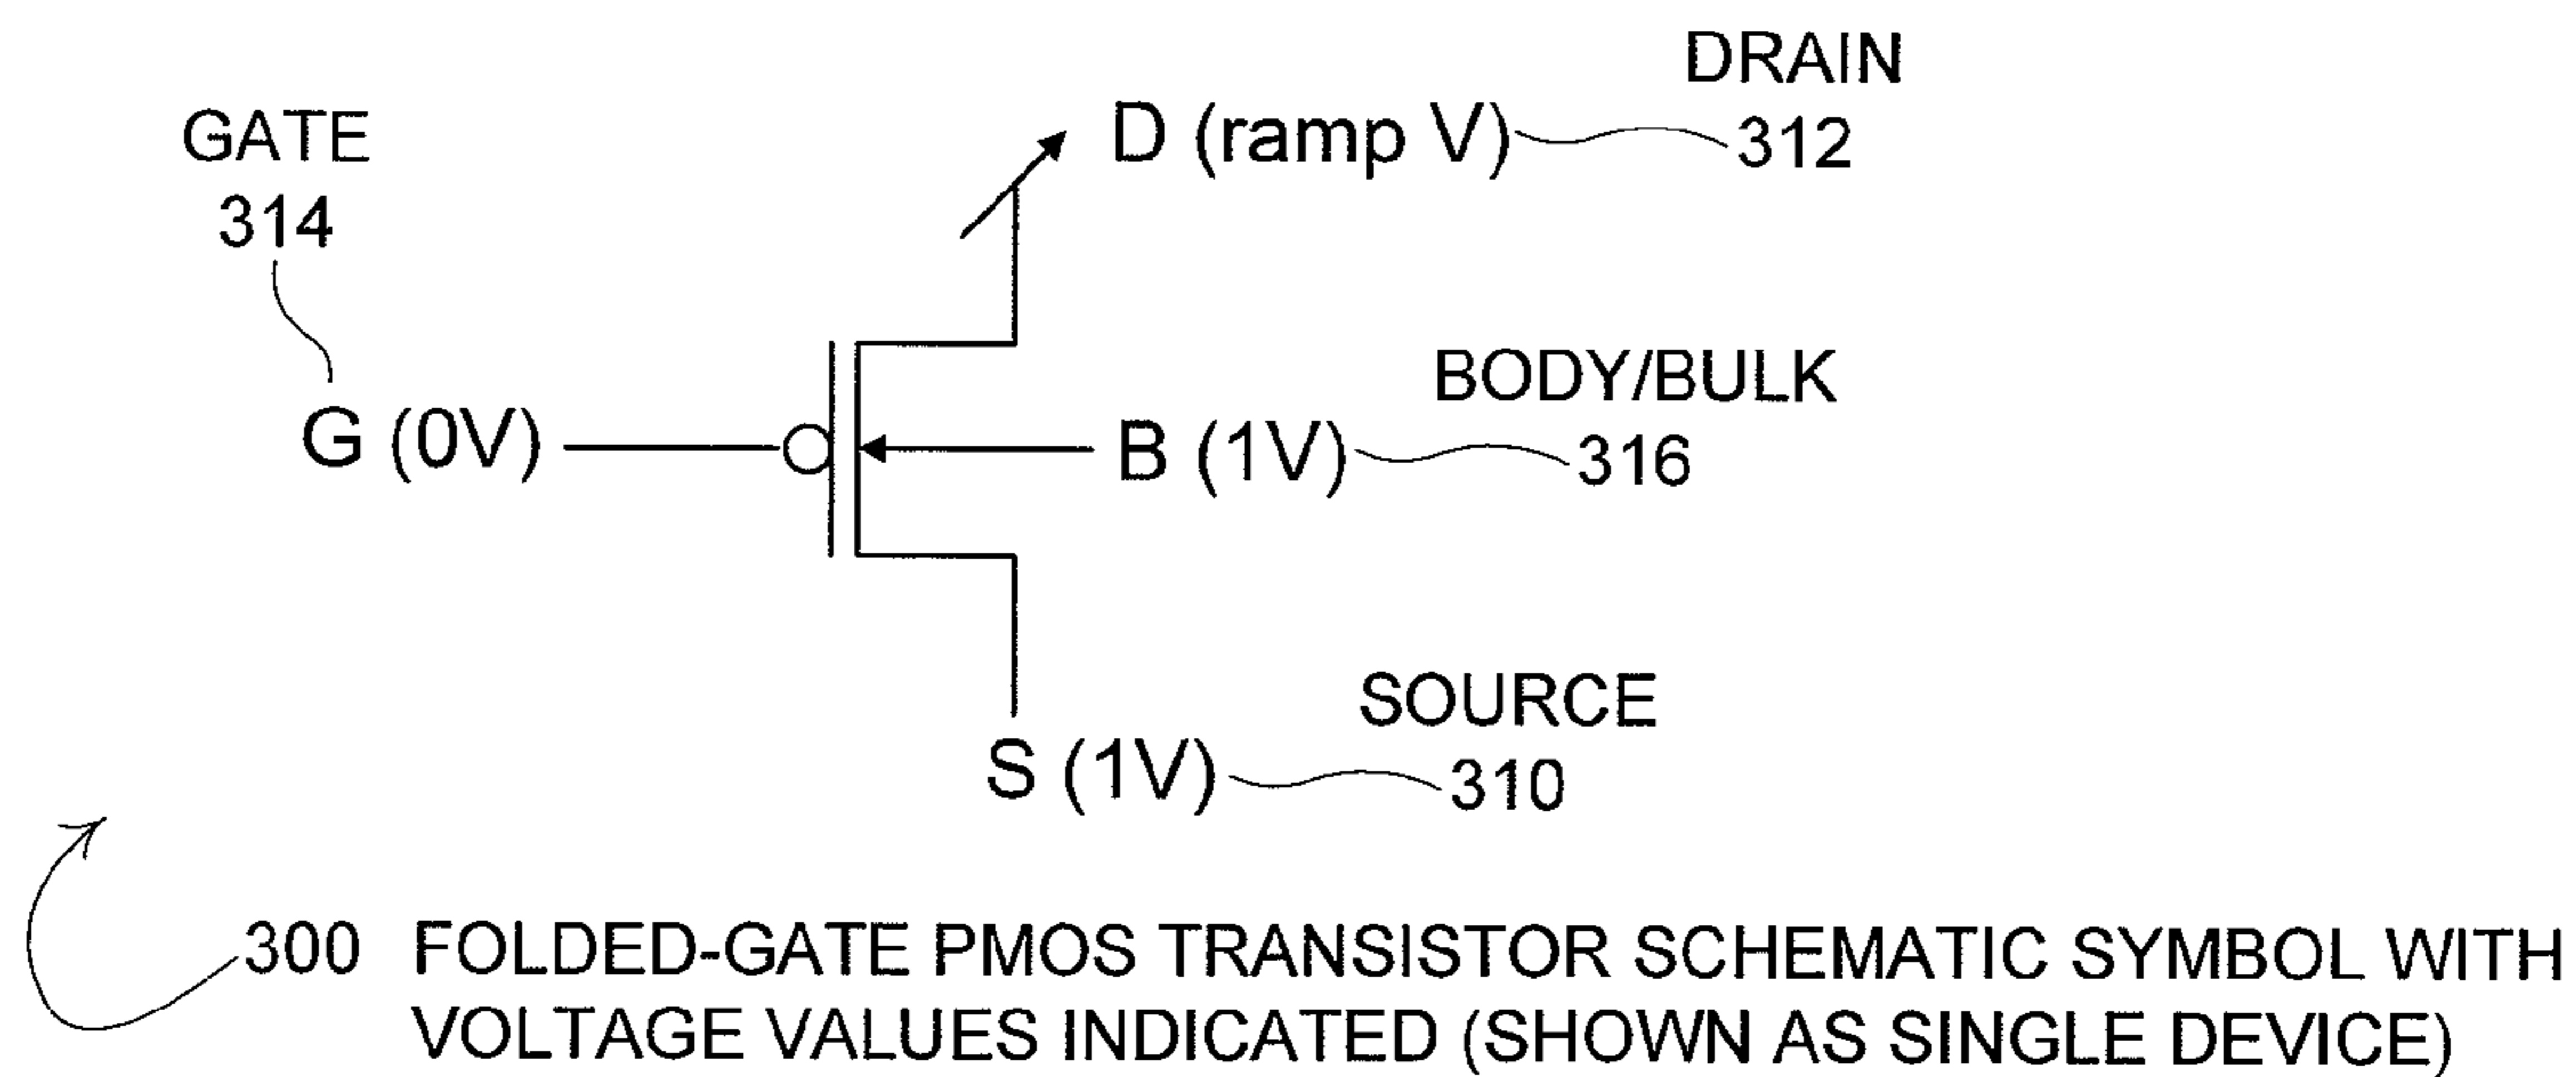 DRAIN
312
D (ramp V)
GATE
314
BODY/BULK
316
G (0V)
B (1V)
SOURCE
310
S (1V)
300 FOLDED-GATE PMOS TRANSISTOR SCHEMATIC SYMBOL WITH
VOLTAGE VALUES INDICATED (SHOWN AS SINGLE DEVICE)